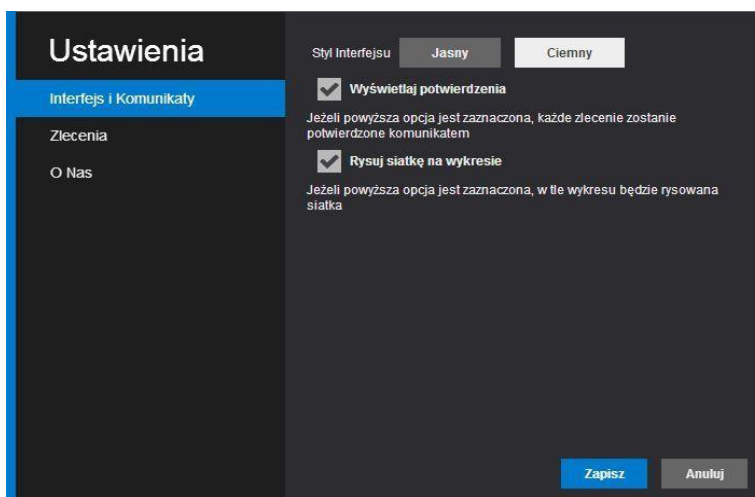 Ustawienia
Interfejs i Komunikaty
Zlecenia
O Nas
Styl Interfejsu Jasny Ciemny
Wyświetlaj potwierdzenia
Jeżeli powyższa opcja jest zaznaczona, każde zlecenie zostanie
potwierdzone komunikatem
Rysuj siatkę na wykresie
Jeżeli powyższa opcja jest zaznaczona, w tle wykresu będzie rysowana
siatka
Zapisz Anuluj